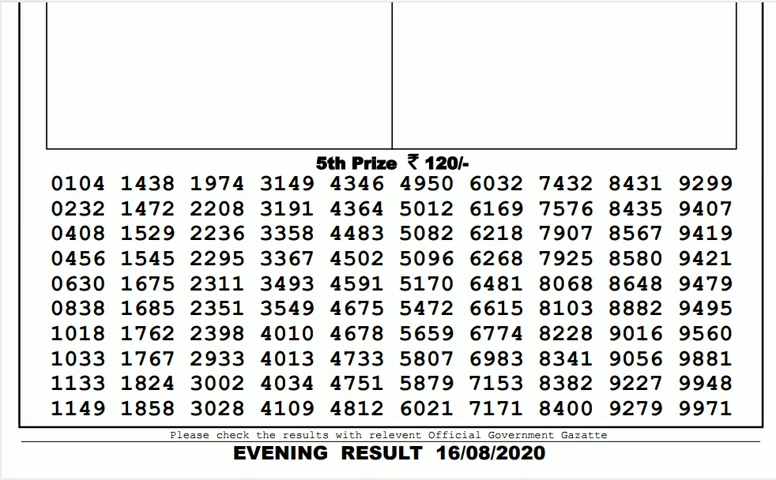 5th Prize ₹ 120/-
0104 1438 1974 3149 4346 4950 6032 7432 8431 9299
0232 1472 2208 3191 4364 5012 6169 7576 8435 9407
0408 1529 2236 3358 4483 5082 6218 7907 8567 9419
0456 1545 2295 3367 4502 5096 6268 7925 8580 9421
0630 1675 2311 3493 4591 5170 6481 8068 8648 9479
0838 1685 2351 3549 4675 5472 6615 8103 8882 9495
1018 1762 2398 4010 4678 5659 6774 8228 9016 9560
1033 1767 2933 4013 4733 5807 6983 8341 9056 9881
1133 1824 3002 4034 4751 5879 7153 8382 9227 9948
1149 1858 3028 4109 4812 6021 7171 8400 9279 9971
Please check the results with relevent Official Government Gazatte
EVENING RESULT 16/08/2020